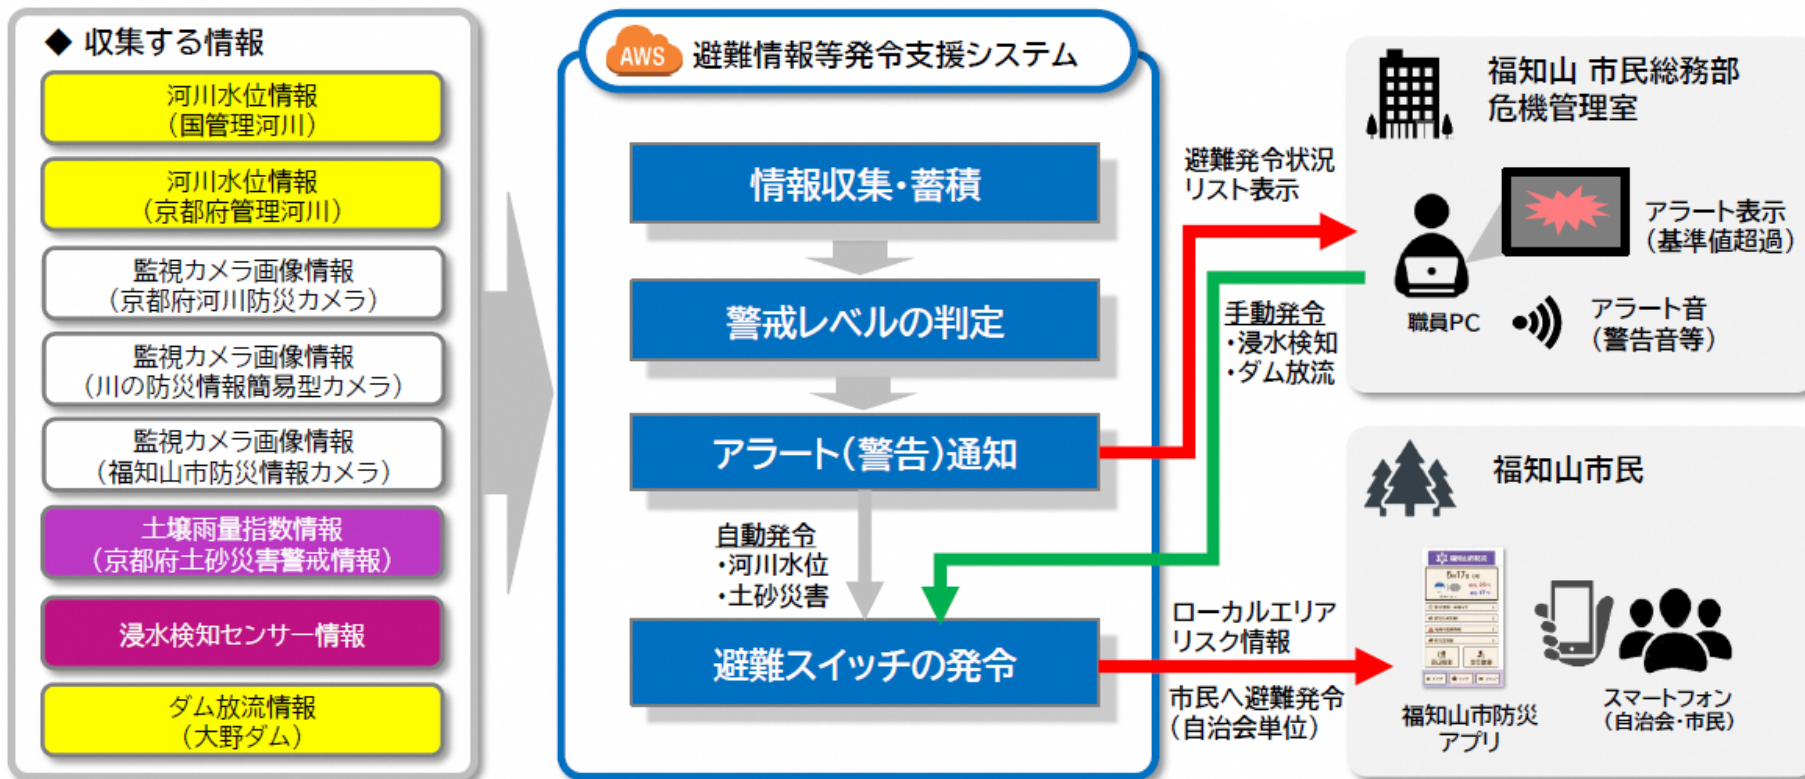 ◆ 収集する情報
河川水位情報
（国管理河川）
河川水位情報
（京都府管理河川）
監視カメラ画像情報
（京都府河川防災カメラ）
監視カメラ画像情報
（川の防災情報簡易型カメラ）
監視カメラ画像情報
（福知山市防災情報カメラ）
土壌雨量指数情報
（京都府土砂災害警戒情報）
浸水検知センサー情報
ダム放流情報
（大野ダム）
AWS 避難情報等発令支援システム
情報収集・蓄積
警戒レベルの判定
アラート（警告）通知
自動発令
・河川水位
・土砂災害
避難スイッチの発令
避難発令状況
リスト表示
手動発令
・浸水検知
・ダム放流
ローカルエリア
リスク情報
市民へ避難発令
（自治会単位）
福知山 市民総務部
危機管理室
アラート表示
（基準値超過）
職員PC
アラート音
（警告音等）
福知山市民
5月17日
福知山市防災
アプリ
スマートフォン
（自治会・市民）